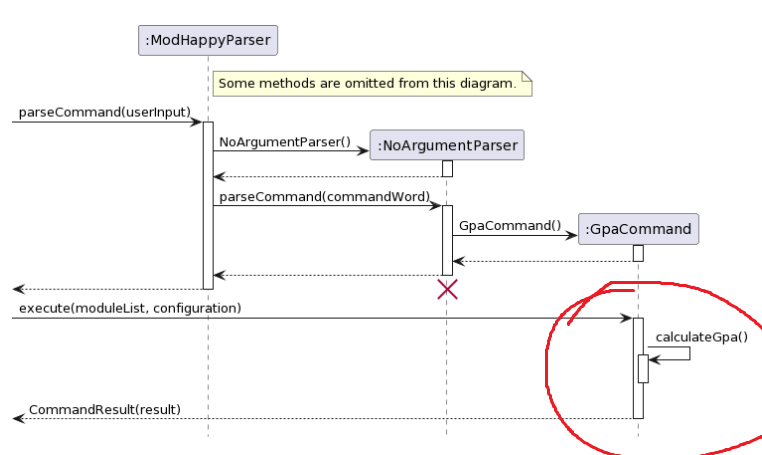 :ModHappyParser
Some methods are omitted from this diagram.
parseCommand(userInput)
NoArgumentParser()
:NoArgumentParser
parseCommand(commandWord)
GpaCommand()
:GpaCommand
execute(moduleList, configuration)
calculateGpa()
CommandResult(result)